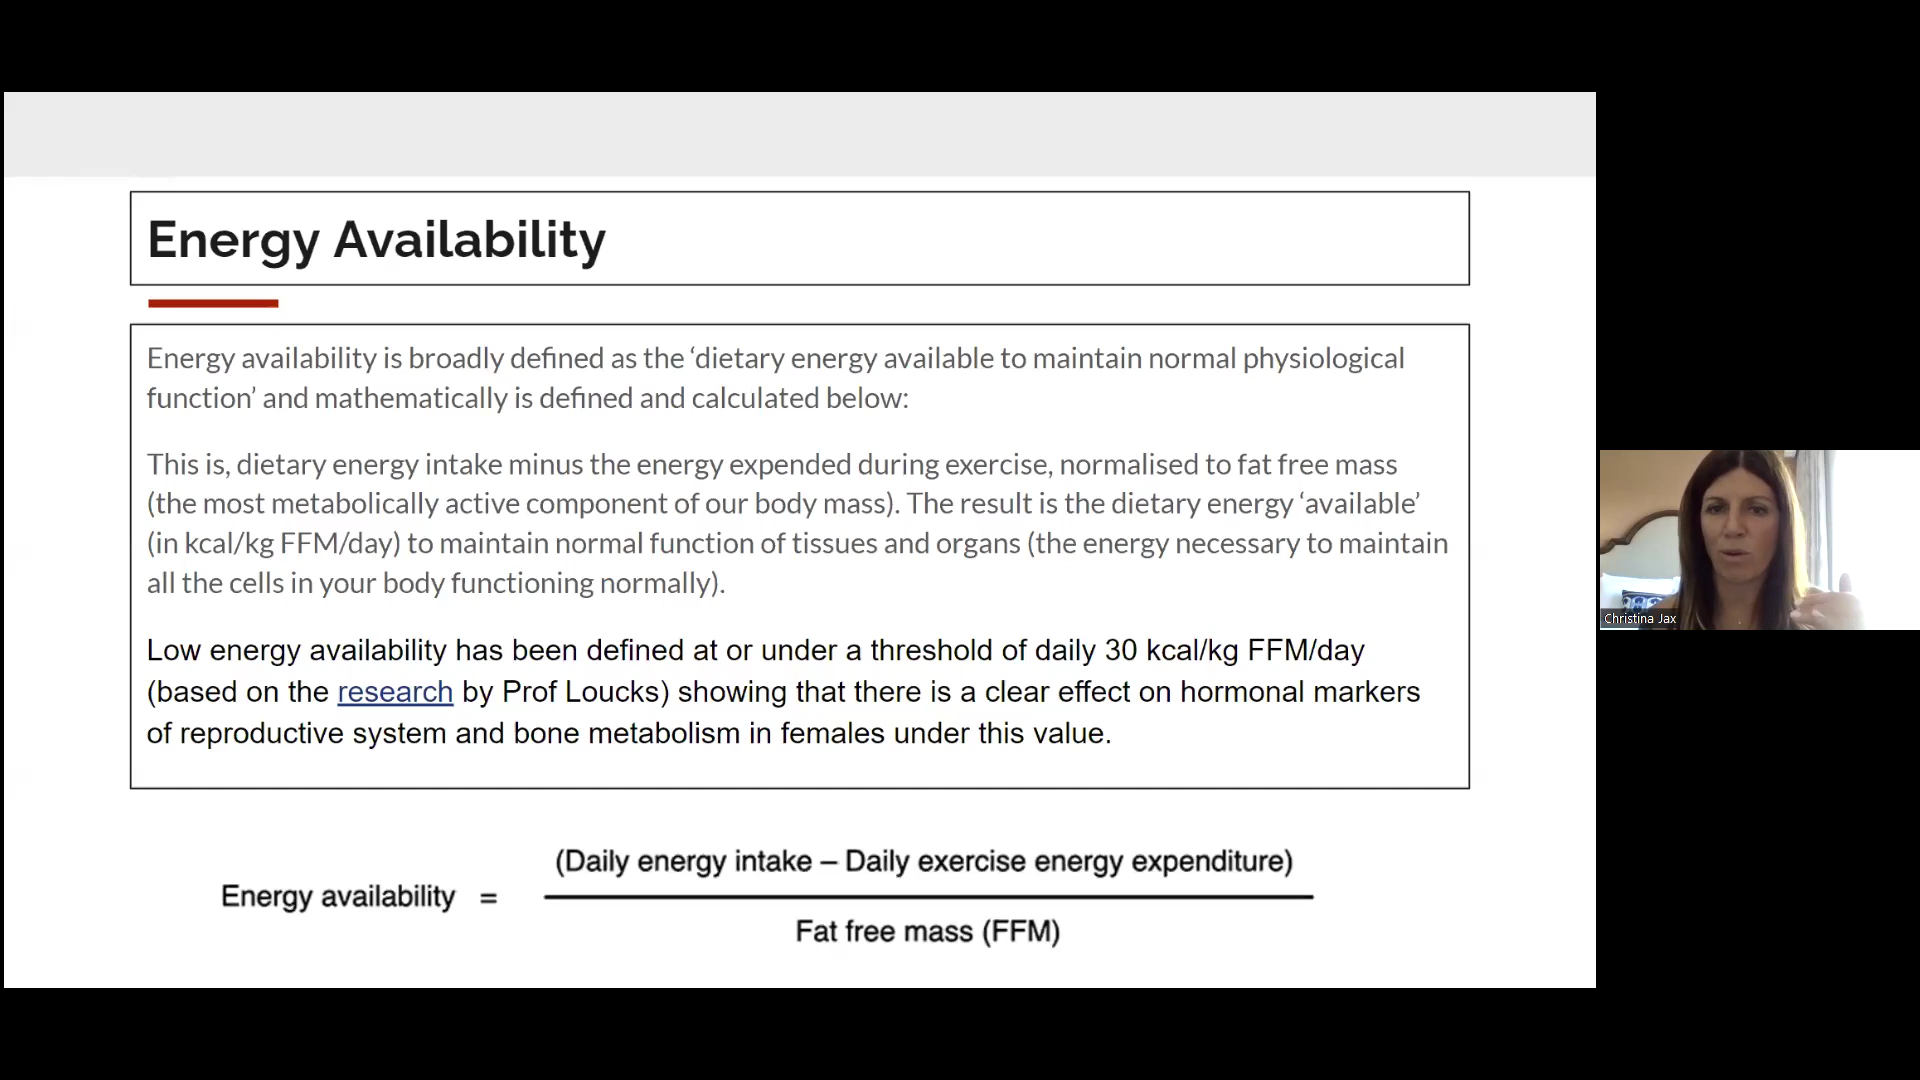 Energy Availability
Energy availability is broadly defined as the ‘dietary energy available to maintain normal physiological
function’ and mathematically is defined and calculated below:
This is, dietary energy intake minus the energy expended during exercise, normalised to fat free mass
(the most metabolically active component of our body mass). The result is the dietary energy ‘available’
(in kcal/kg FFM/day) to maintain normal function of tissues and organs (the energy necessary to maintain
all the cells in your body functioning normally).
Low energy availability has been defined at or under a threshold of daily 30 kcal/kg FFM/day
(based on the research by Prof Loucks) showing that there is a clear effect on hormonal markers
of reproductive system and bone metabolism in females under this value.
(Daily energy intake – Daily exercise energy expenditure)
Energy availability =
Fat free mass (FFM)
Christina Jax